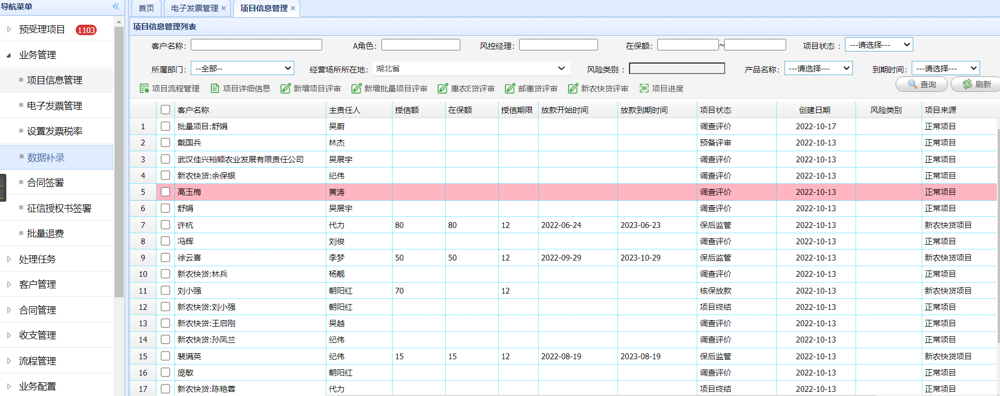 导航菜单
首页 电子发票管理 项目信息管理
项目信息管理列表
预受理项目 1103
业务管理
项目信息管理
电子发票管理
设置发票税率
数据补录
合同签署
征信授权书签署
批量退费
处理任务
客户管理
合同管理
收支管理
流程管理
业务配置
客户名称: A角色: 风控经理: 在保额: ~ 项目状态 : ---请选择---
所属部门: --全部-- 经营场所所在地: 湖北省 风险类别 : 产品名称: ---请选择--- 到期时间: ---请选择---
项目流程管理 项目详细信息 新增项目评审 新增批量项目评审 惠农E贷评审 邮惠贷评审 新农快贷评审 项目进度 查询 刷新
客户名称 主责任人 授信额 在保额 授信期限 放款开始时间 放款到期时间 项目状态 创建日期 风险类别 项目来源
1 批量项目:舒娟 吴蔚 调查评价 2022-10-17 正常项目
2 戴国兵 林杰 预备评审 2022-10-13 正常项目
3 武汉佳兴裕顺农业发展有限责任公司 吴展宇 调查评价 2022-10-13 正常项目
4 新农快贷:余保银 纪伟 调查评价 2022-10-13 正常项目
5 高玉梅 黄涛 调查评价 2022-10-13 正常项目
6 舒娟 吴展宇 调查评价 2022-10-13 正常项目
7 许杭 代力 80 80 12 2022-06-24 2023-06-23 保后监管 2022-10-13 新农快贷项目
8 冯辉 刘俊 调查评价 2022-10-13 正常项目
9 徐云喜 李梦 50 50 12 2022-09-29 2023-10-29 保后监管 2022-10-13 新农快贷项目
10 新农快贷:林兵 杨靓 调查评价 2022-10-13 正常项目
11 刘小强 朝阳红 70 12 核保放款 2022-10-13 新农快贷项目
12 新农快贷:刘小强 朝阳红 项目终结 2022-10-13 正常项目
13 新农快贷:王启刚 吴越 调查评价 2022-10-13 正常项目
14 新农快贷:孙凤兰 纪伟 调查评价 2022-10-13 正常项目
15 裴满英 纪伟 15 15 12 2022-08-19 2023-08-19 保后监管 2022-10-13 新农快贷项目
16 庞敏 朝阳红 调查评价 2022-10-13 正常项目
17 新农快贷:陈艳蓉 代力 项目终结 2022-10-13 正常项目